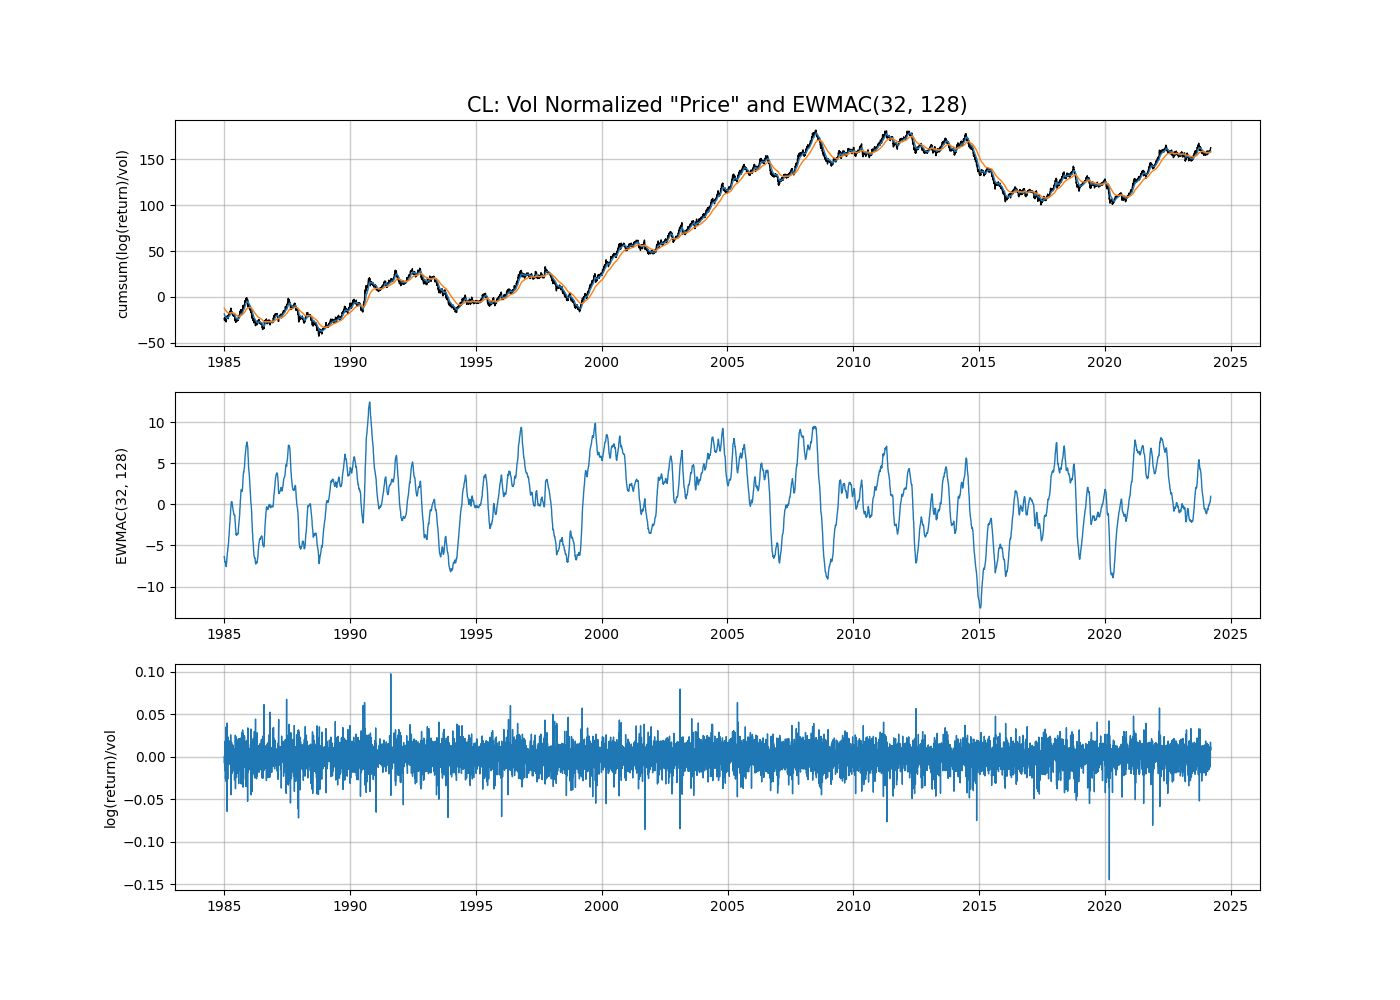 CL: Vol Normalized "Price" and EWMAC(32, 128)
cumsum(log(return)/vol)
150
100
50
0
−50
1985 1990 1995 2000 2005 2010 2015 2020 2025
EWMAC(32, 128)
10
5
0
−5
−10
1985 1990 1995 2000 2005 2010 2015 2020 2025
log(return)/vol
0.10
0.05
0.00
−0.05
−0.10
−0.15
1985 1990 1995 2000 2005 2010 2015 2020 2025